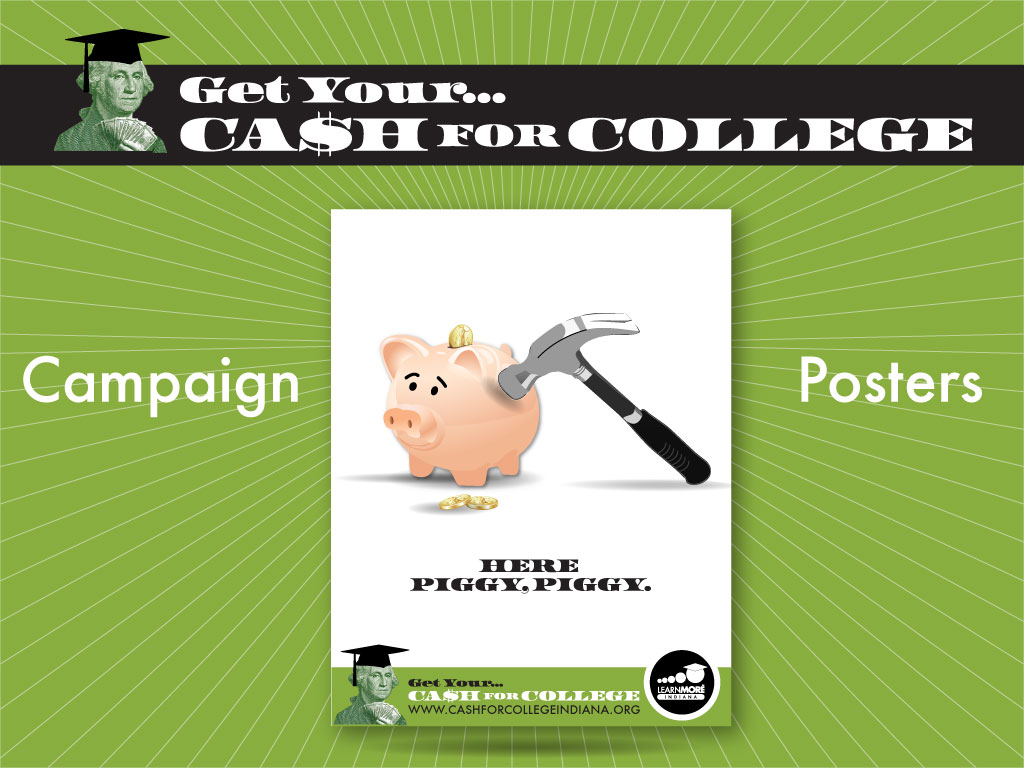 Get Your...
CA$H FOR COLLEGE
Campaign
Posters
HERE
PIGGY, PIGGY.
Get Your...
CA$H FOR COLLEGE
WWW.CASHFORCOLLEGEINDIANA.ORG
LEARNMORE
INDIANA